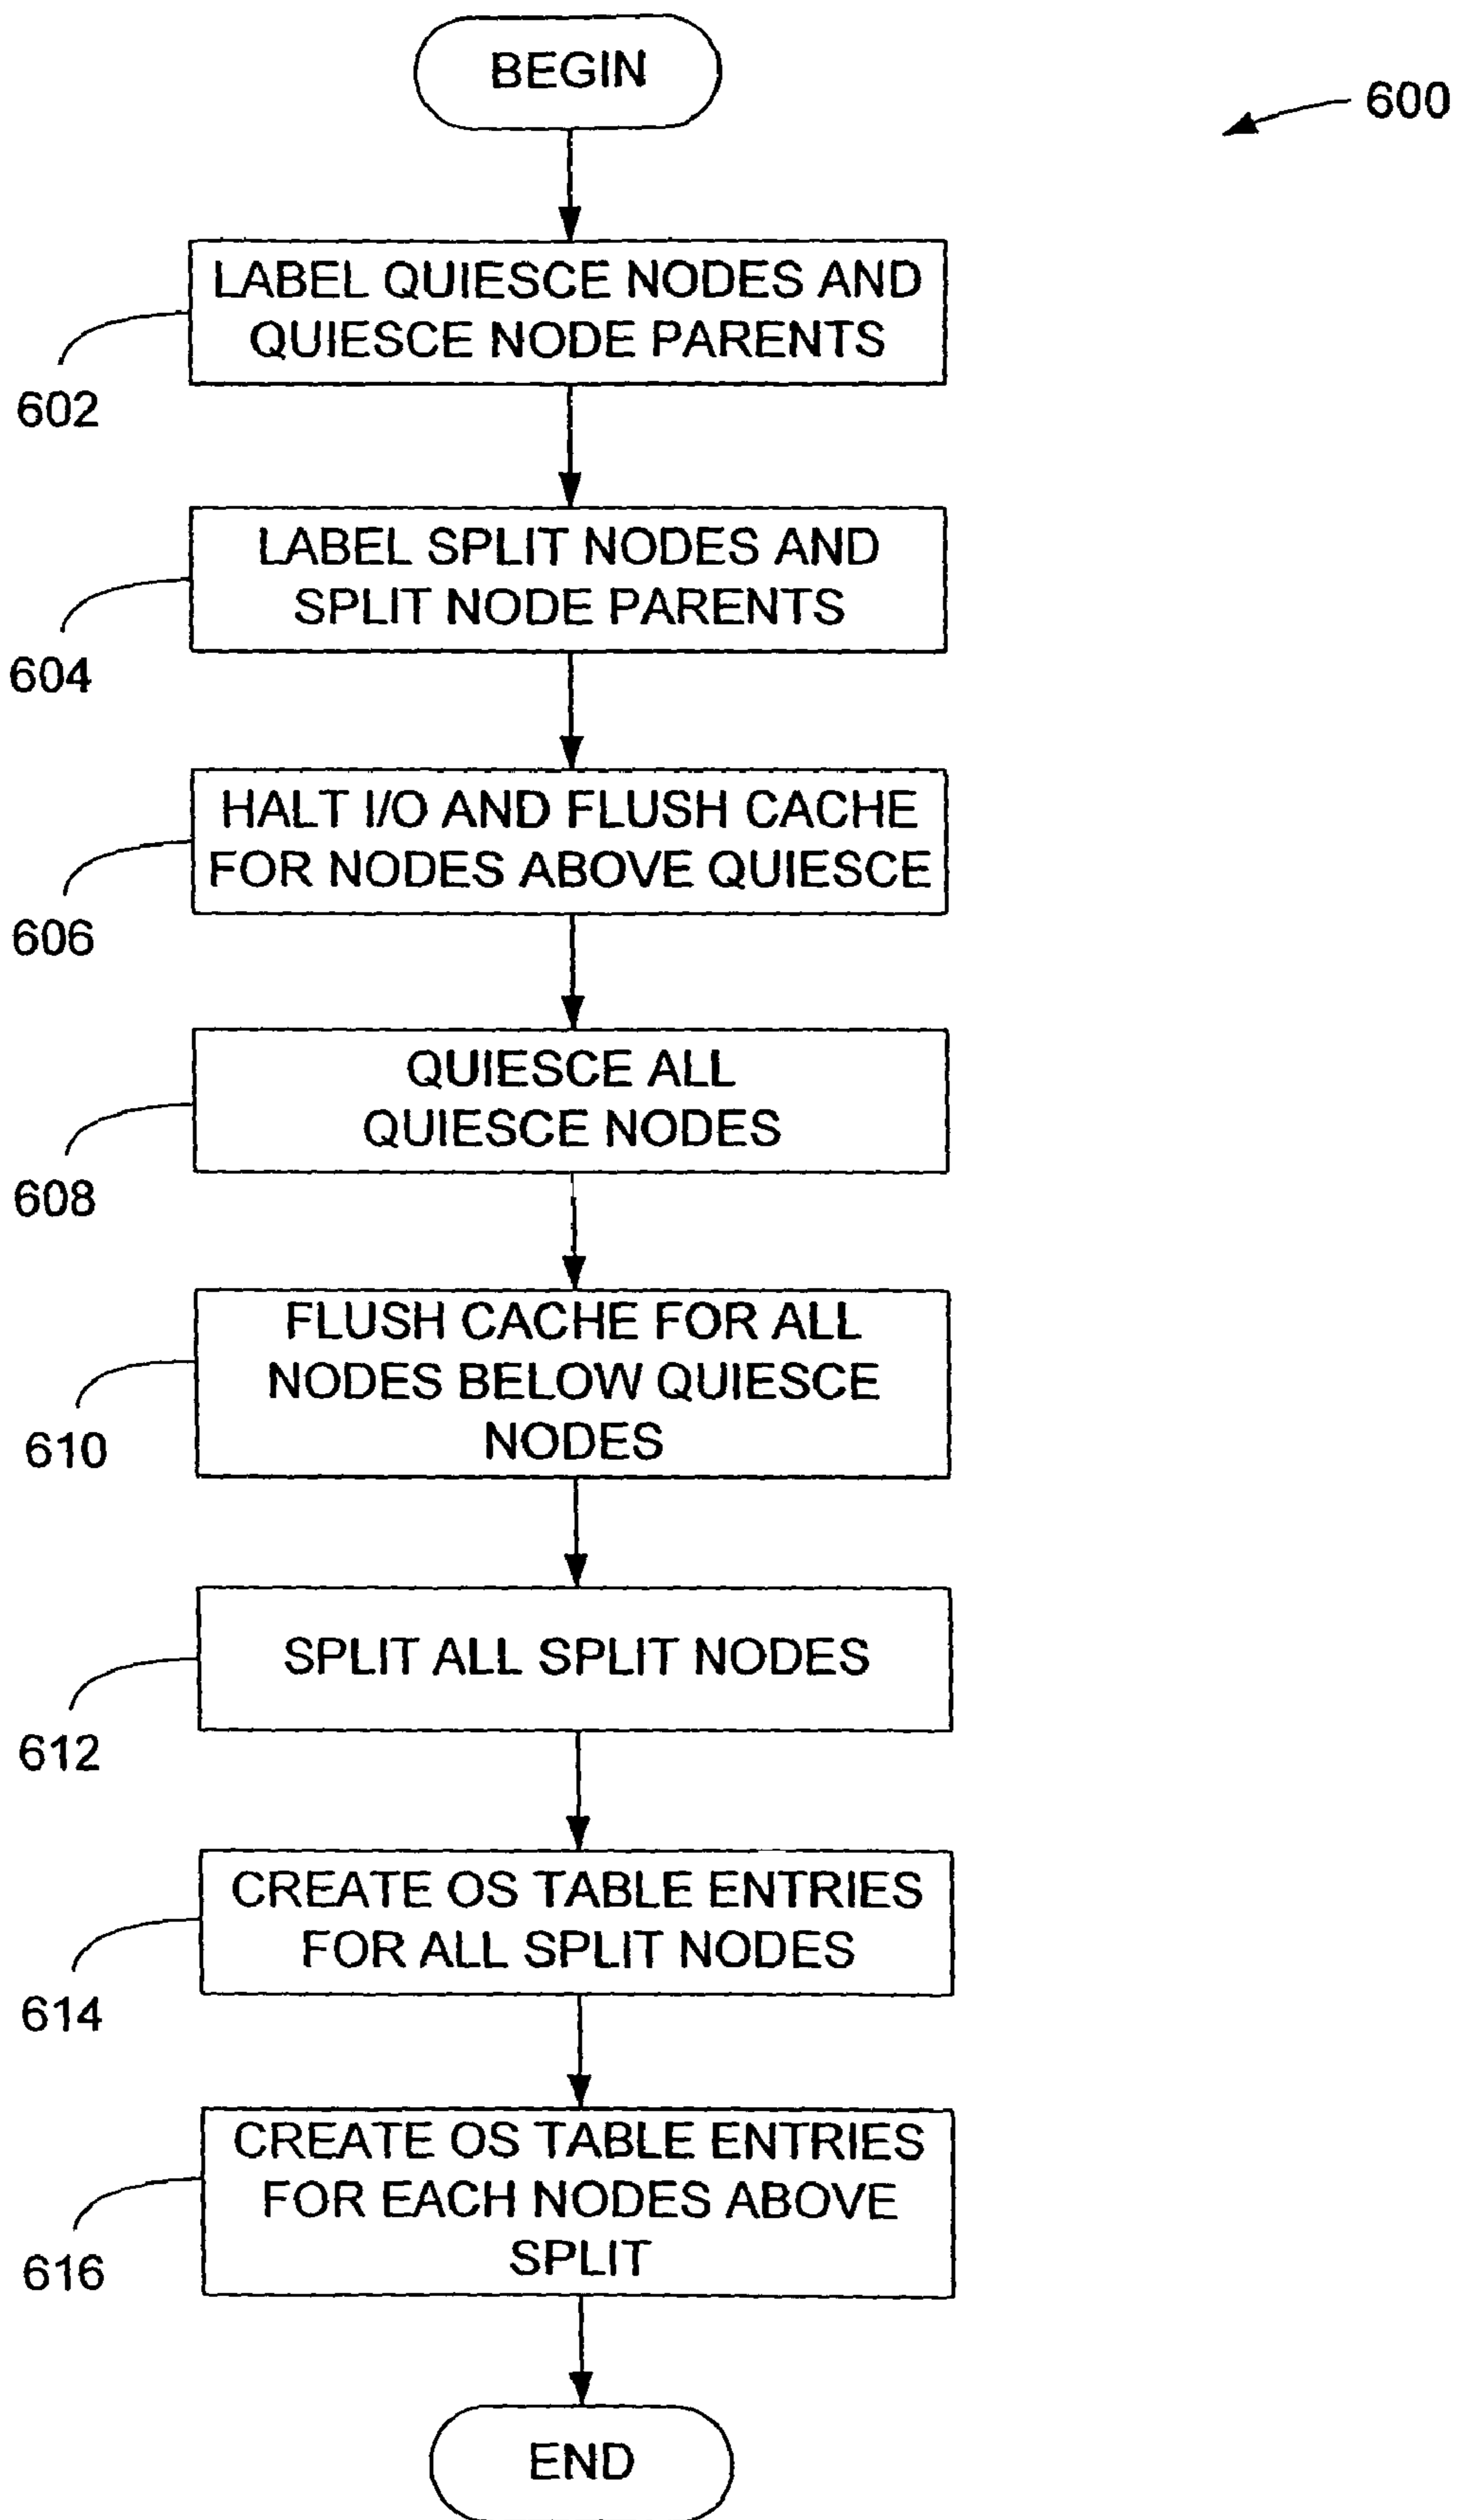 BEGIN
600
LABEL QUIESCE NODES AND
QUIESCE NODE PARENTS
602
LABEL SPLIT NODES AND
SPLIT NODE PARENTS
604
HALT I/O AND FLUSH CACHE
FOR NODES ABOVE QUIESCE
606
QUIESCE ALL
QUIESCE NODES
608
FLUSH CACHE FOR ALL
NODES BELOW QUIESCE
NODES
610
SPLIT ALL SPLIT NODES
612
CREATE OS TABLE ENTRIES
FOR ALL SPLIT NODES
614
CREATE OS TABLE ENTRIES
FOR EACH NODES ABOVE
SPLIT
616
END